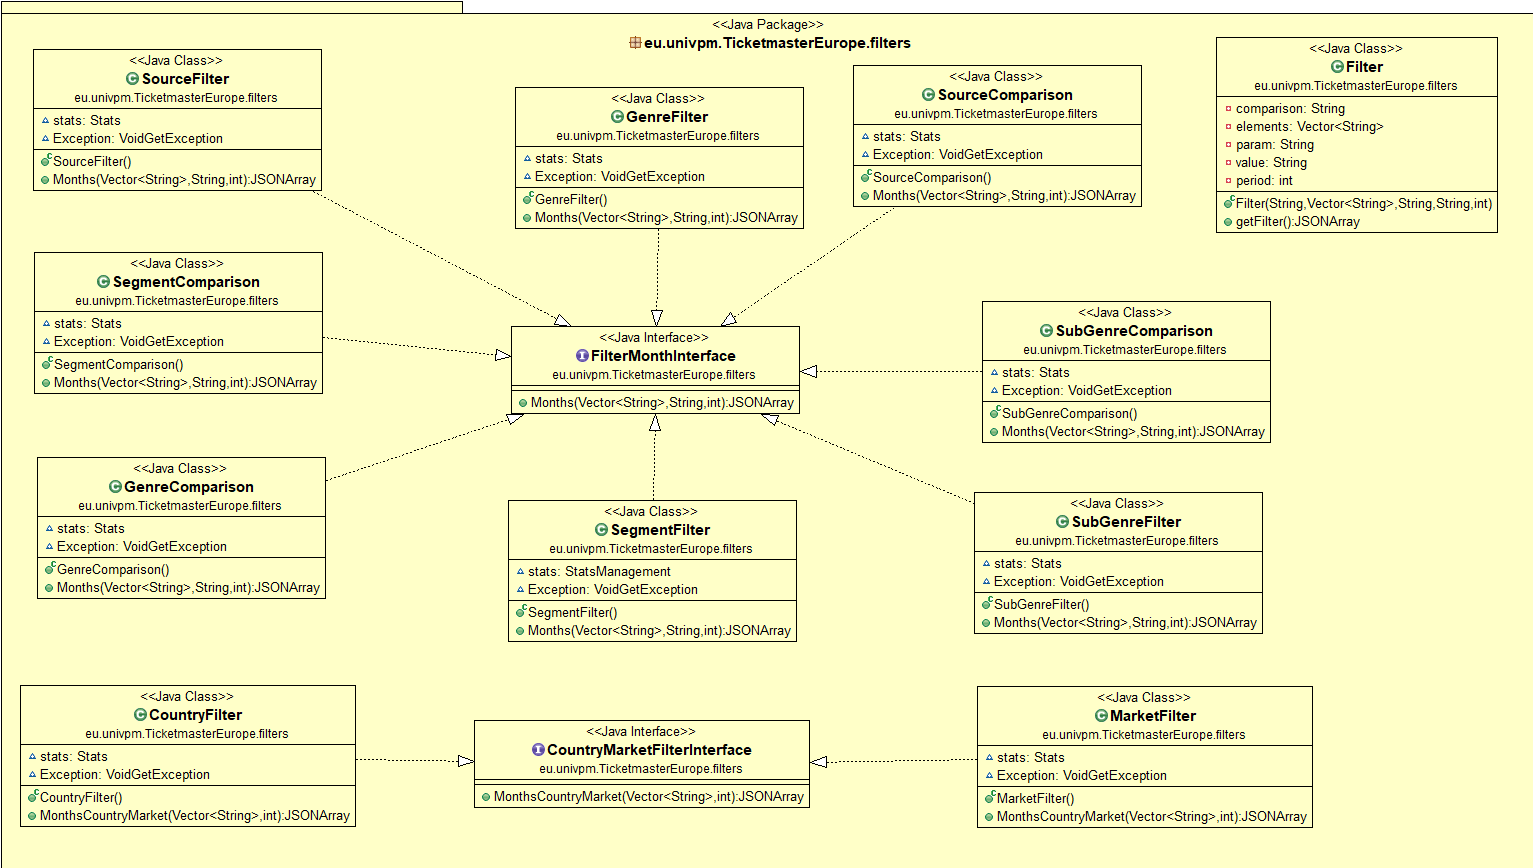 <<Java Package>>
eu.univpm.TicketmasterEurope.filters
<<Java Class>>
SourceFilter
eu.univpm.TicketmasterEurope.filters
stats: Stats
Exception: VoidGetException
SourceFilter()
Months(Vector<String>,String,int):JSONArray
<<Java Class>>
GenreFilter
eu.univpm.TicketmasterEurope.filters
stats: Stats
Exception: VoidGetException
GenreFilter()
Months(Vector<String>,String,int):JSONArray
<<Java Class>>
SourceComparison
eu.univpm.TicketmasterEurope.filters
stats: Stats
Exception: VoidGetException
SourceComparison()
Months(Vector<String>,String,int):JSONArray
<<Java Class>>
Filter
eu.univpm.TicketmasterEurope.filters
comparison: String
elements: Vector<String>
param: String
value: String
period: int
Filter(String,Vector<String>,String,String,int)
getFilter():JSONArray
<<Java Class>>
SegmentComparison
eu.univpm.TicketmasterEurope.filters
stats: Stats
Exception: VoidGetException
SegmentComparison()
Months(Vector<String>,String,int):JSONArray
<<Java Interface>>
FilterMonthInterface
eu.univpm.TicketmasterEurope.filters
Months(Vector<String>,String,int):JSONArray
<<Java Class>>
SubGenreComparison
eu.univpm.TicketmasterEurope.filters
stats: Stats
Exception: VoidGetException
SubGenreComparison()
Months(Vector<String>,String,int):JSONArray
<<Java Class>>
GenreComparison
eu.univpm.TicketmasterEurope.filters
stats: Stats
Exception: VoidGetException
GenreComparison()
Months(Vector<String>,String,int):JSONArray
<<Java Class>>
SegmentFilter
eu.univpm.TicketmasterEurope.filters
stats: StatsManagement
Exception: VoidGetException
SegmentFilter()
Months(Vector<String>,String,int):JSONArray
<<Java Class>>
SubGenreFilter
eu.univpm.TicketmasterEurope.filters
stats: Stats
Exception: VoidGetException
SubGenreFilter()
Months(Vector<String>,String,int):JSONArray
<<Java Class>>
CountryFilter
eu.univpm.TicketmasterEurope.filters
stats: Stats
Exception: VoidGetException
CountryFilter()
MonthsCountryMarket(Vector<String>,int):JSONArray
<<Java Interface>>
CountryMarketFilterInterface
eu.univpm.TicketmasterEurope.filters
MonthsCountryMarket(Vector<String>,int):JSONArray
<<Java Class>>
MarketFilter
eu.univpm.TicketmasterEurope.filters
stats: Stats
Exception: VoidGetException
MarketFilter()
MonthsCountryMarket(Vector<String>,int):JSONArray